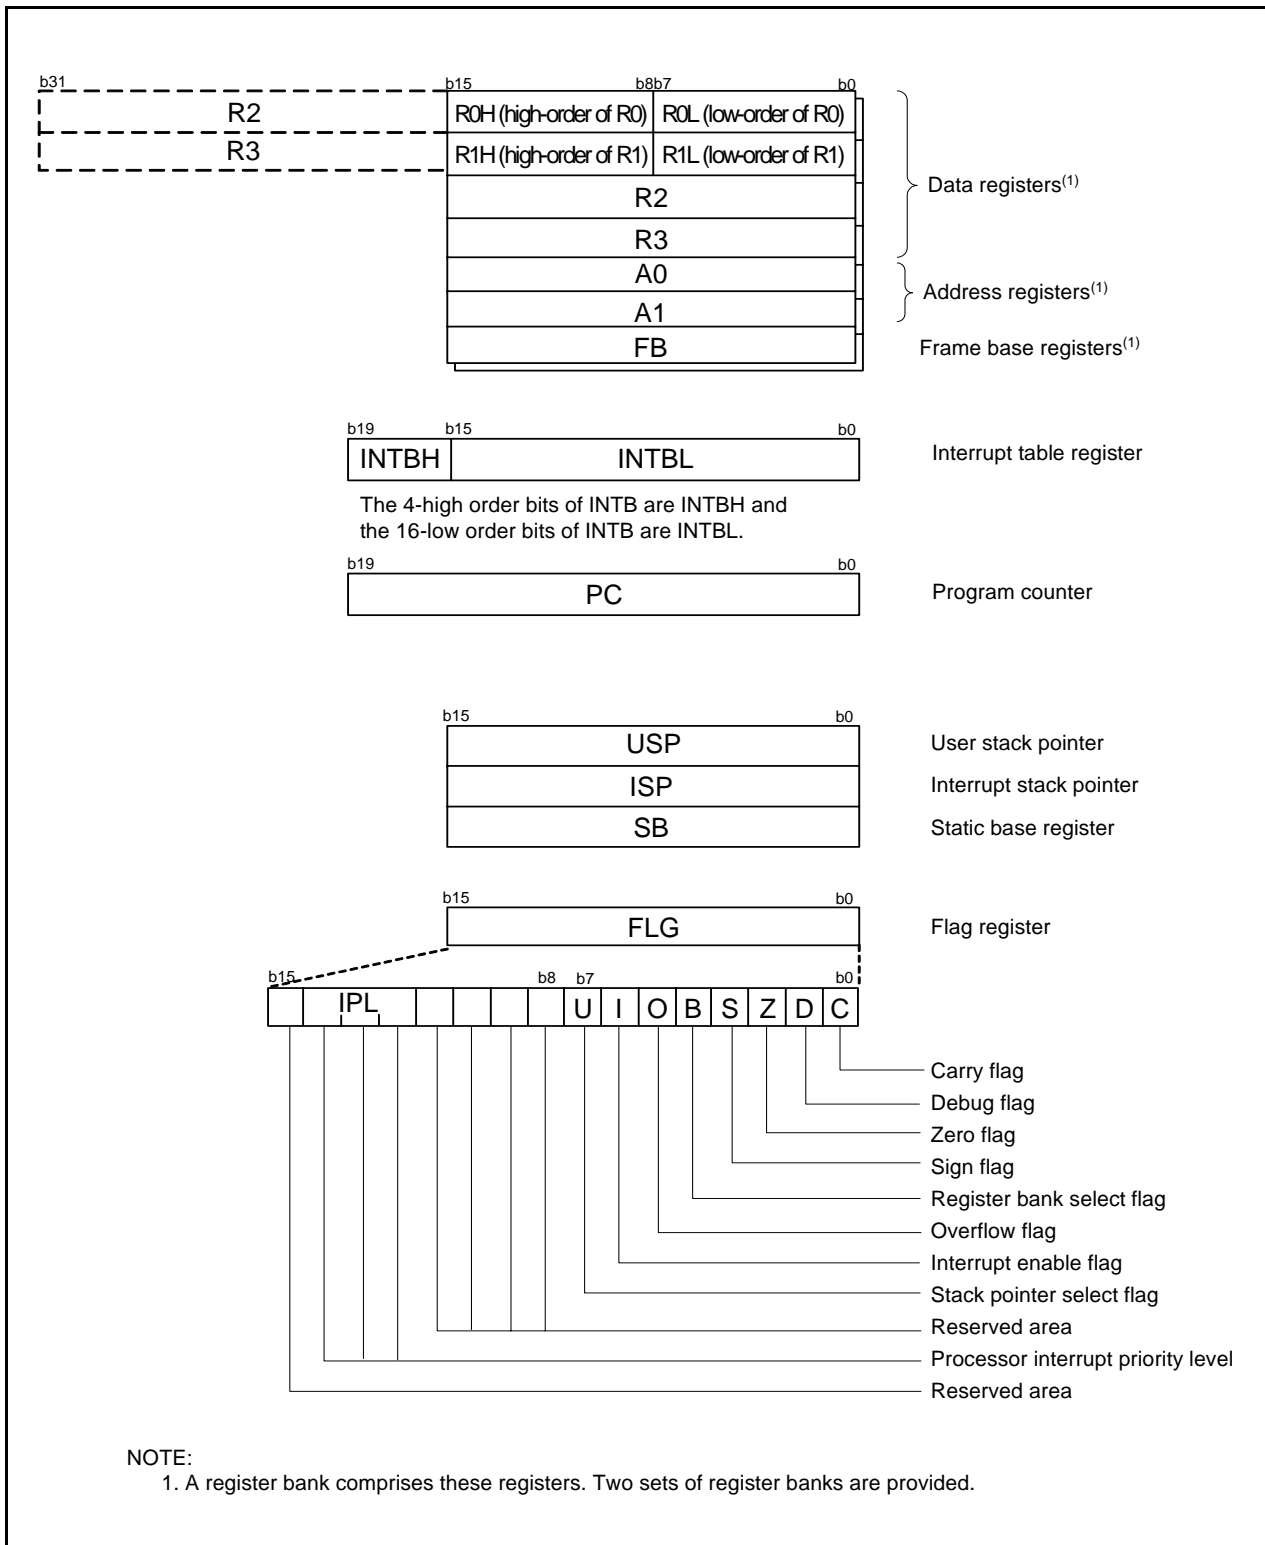 b31 b15 b8b7 b0
R2 R0H (high-order of R0) R0L (low-order of R0)
R3 R1H (high-order of R1) R1L (low-order of R1)
R2
Data registers(1)
R3
A0
Address registers(1)
A1
FB
Frame base registers(1)
b19 b15 b0
INTBH INTBL Interrupt table register
The 4-high order bits of INTB are INTBH and
the 16-low order bits of INTB are INTBL.
b19 b0
PC Program counter
b15 b0
USP User stack pointer
ISP Interrupt stack pointer
SB Static base register
b15 b0
FLG Flag register
b15 b8 b7 b0
IPL U I O B S Z D C
Carry flag
Debug flag
Zero flag
Sign flag
Register bank select flag
Overflow flag
Interrupt enable flag
Stack pointer select flag
Reserved area
Processor interrupt priority level
Reserved area
NOTE:
1. A register bank comprises these registers. Two sets of register banks are provided.